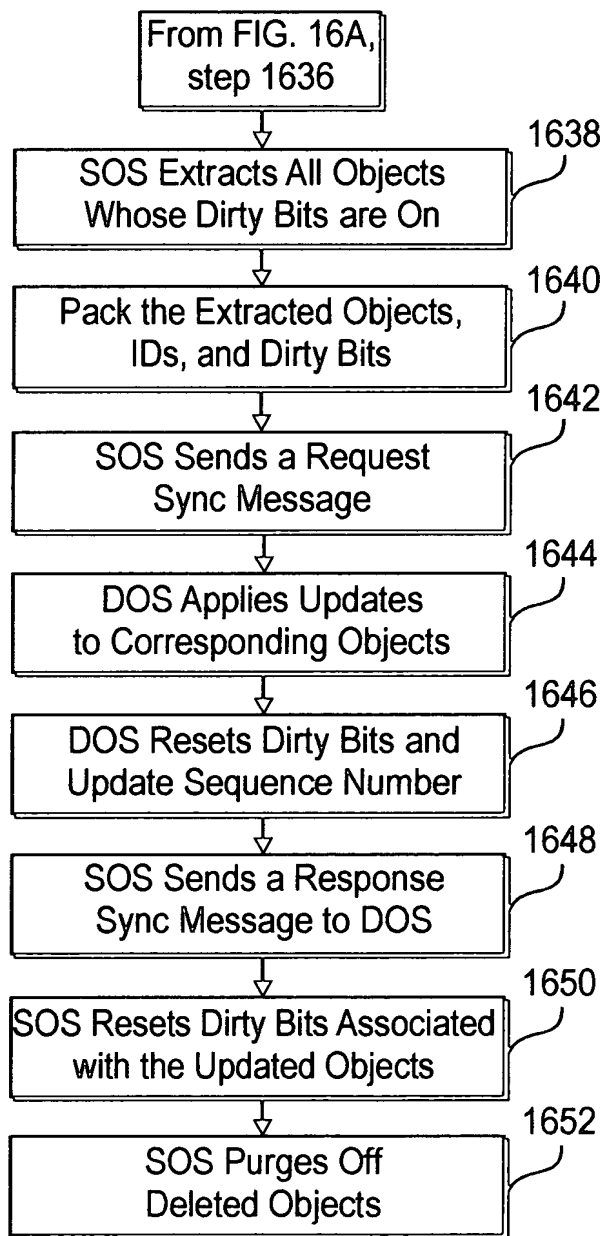 From FIG. 16A,
step 1636
1638
SOS Extracts All Objects
Whose Dirty Bits are On
1640
Pack the Extracted Objects,
IDs, and Dirty Bits
1642
SOS Sends a Request
Sync Message
1644
DOS Applies Updates
to Corresponding Objects
1646
DOS Resets Dirty Bits and
Update Sequence Number
1648
SOS Sends a Response
Sync Message to DOS
1650
SOS Resets Dirty Bits Associated
with the Updated Objects
1652
SOS Purges Off
Deleted Objects